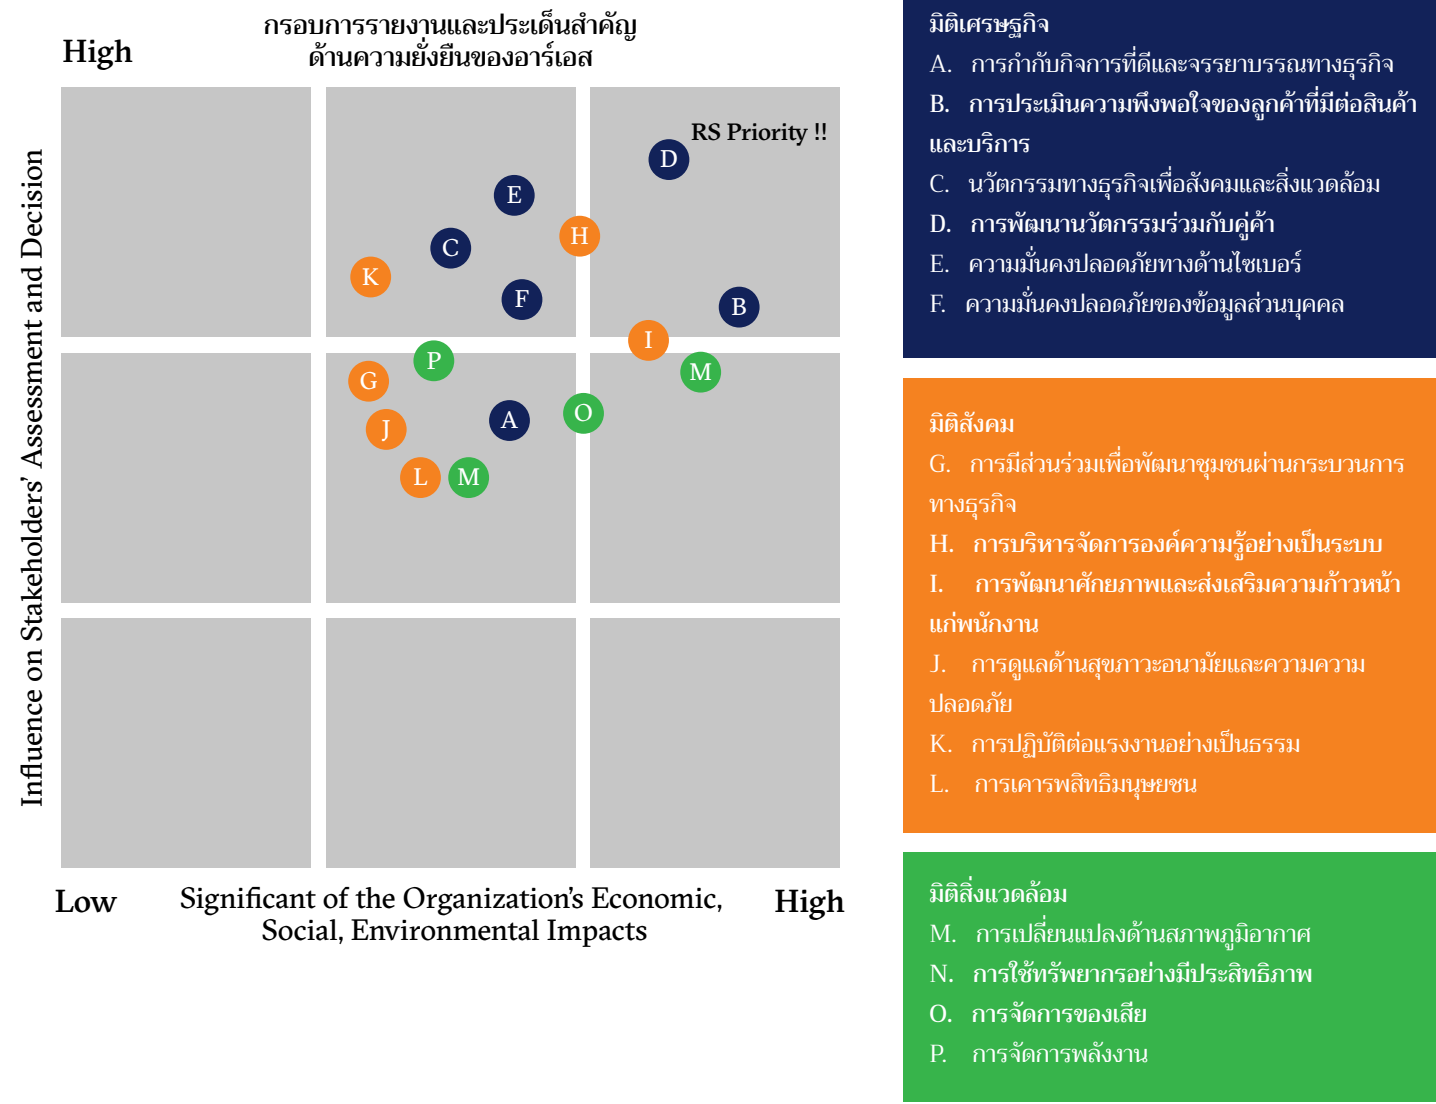 กรอบการรายงานและประเด็นสำคัญ
ด้านความยั่งยืนของอาร์เอส
High
Influence on Stakeholders' Assessment and Decision
RS Priority !!
D
E
H
C
K
F
B
I
P
M
G
O
A
J
L
M
Low
Significant of the Organization's Economic,
Social, Environmental Impacts
High
มิติเศรษฐกิจ
A. การกำกับกิจการที่ดีและจรรยาบรรณทางธุรกิจ
B. การประเมินความพึงพอใจของลูกค้าที่มีต่อสินค้า
และบริการ
C. นวัตกรรมทางธุรกิจเพื่อสังคมและสิ่งแวดล้อม
D. การพัฒนานวัตกรรมร่วมกับคู่ค้า
E. ความมั่นคงปลอดภัยทางด้านไซเบอร์
F. ความมั่นคงปลอดภัยของข้อมูลส่วนบุคคล
มิติสังคม
G. การมีส่วนร่วมเพื่อพัฒนาชุมชนผ่านกระบวนการ
ทางธุรกิจ
H. การบริหารจัดการองค์ความรู้อย่างเป็นระบบ
I. การพัฒนาศักยภาพและส่งเสริมความก้าวหน้า
แก่พนักงาน
J. การดูแลด้านสุขภาวะอนามัยและความความ
ปลอดภัย
K. การปฏิบัติต่อแรงงานอย่างเป็นธรรม
L. การเคารพสิทธิมนุษยชน
มิติสิ่งแวดล้อม
M. การเปลี่ยนแปลงด้านสภาพภูมิอากาศ
N. การใช้ทรัพยากรอย่างมีประสิทธิภาพ
O. การจัดการของเสีย
P. การจัดการพลังงาน